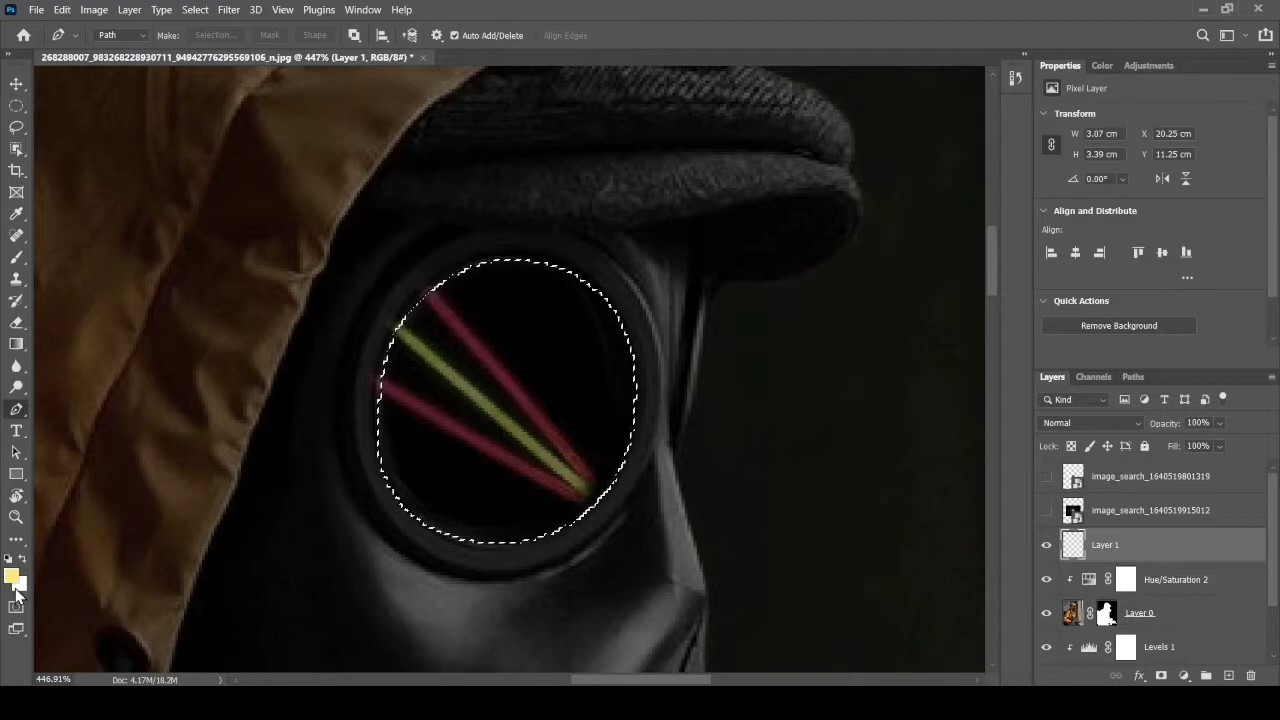 Ps File Edit Image Layer Type Select Filter 3D View Plugins Window Help
Path Make: Selection... Mask Shape Auto Add/Delete Align Edges
268288007_983268228930711_94942776295569106_n.jpg @ 447% (Layer 1, RGB/8#) *
Properties Color Adjustments
Pixel Layer
Transform
W 3.07 cm X 20.25 cm
H 3.39 cm Y 11.25 cm
0.00°
Align and Distribute
Align:
Quick Actions
Remove Background
Layers Channels Paths
Kind
Normal Opacity: 100%
Lock: Fill: 100%
image_search_1640519801319
image_search_1640519915012
Layer 1
Hue/Saturation 2
Layer 0
Levels 1
446.91% Doc: 4.17M/18.2M